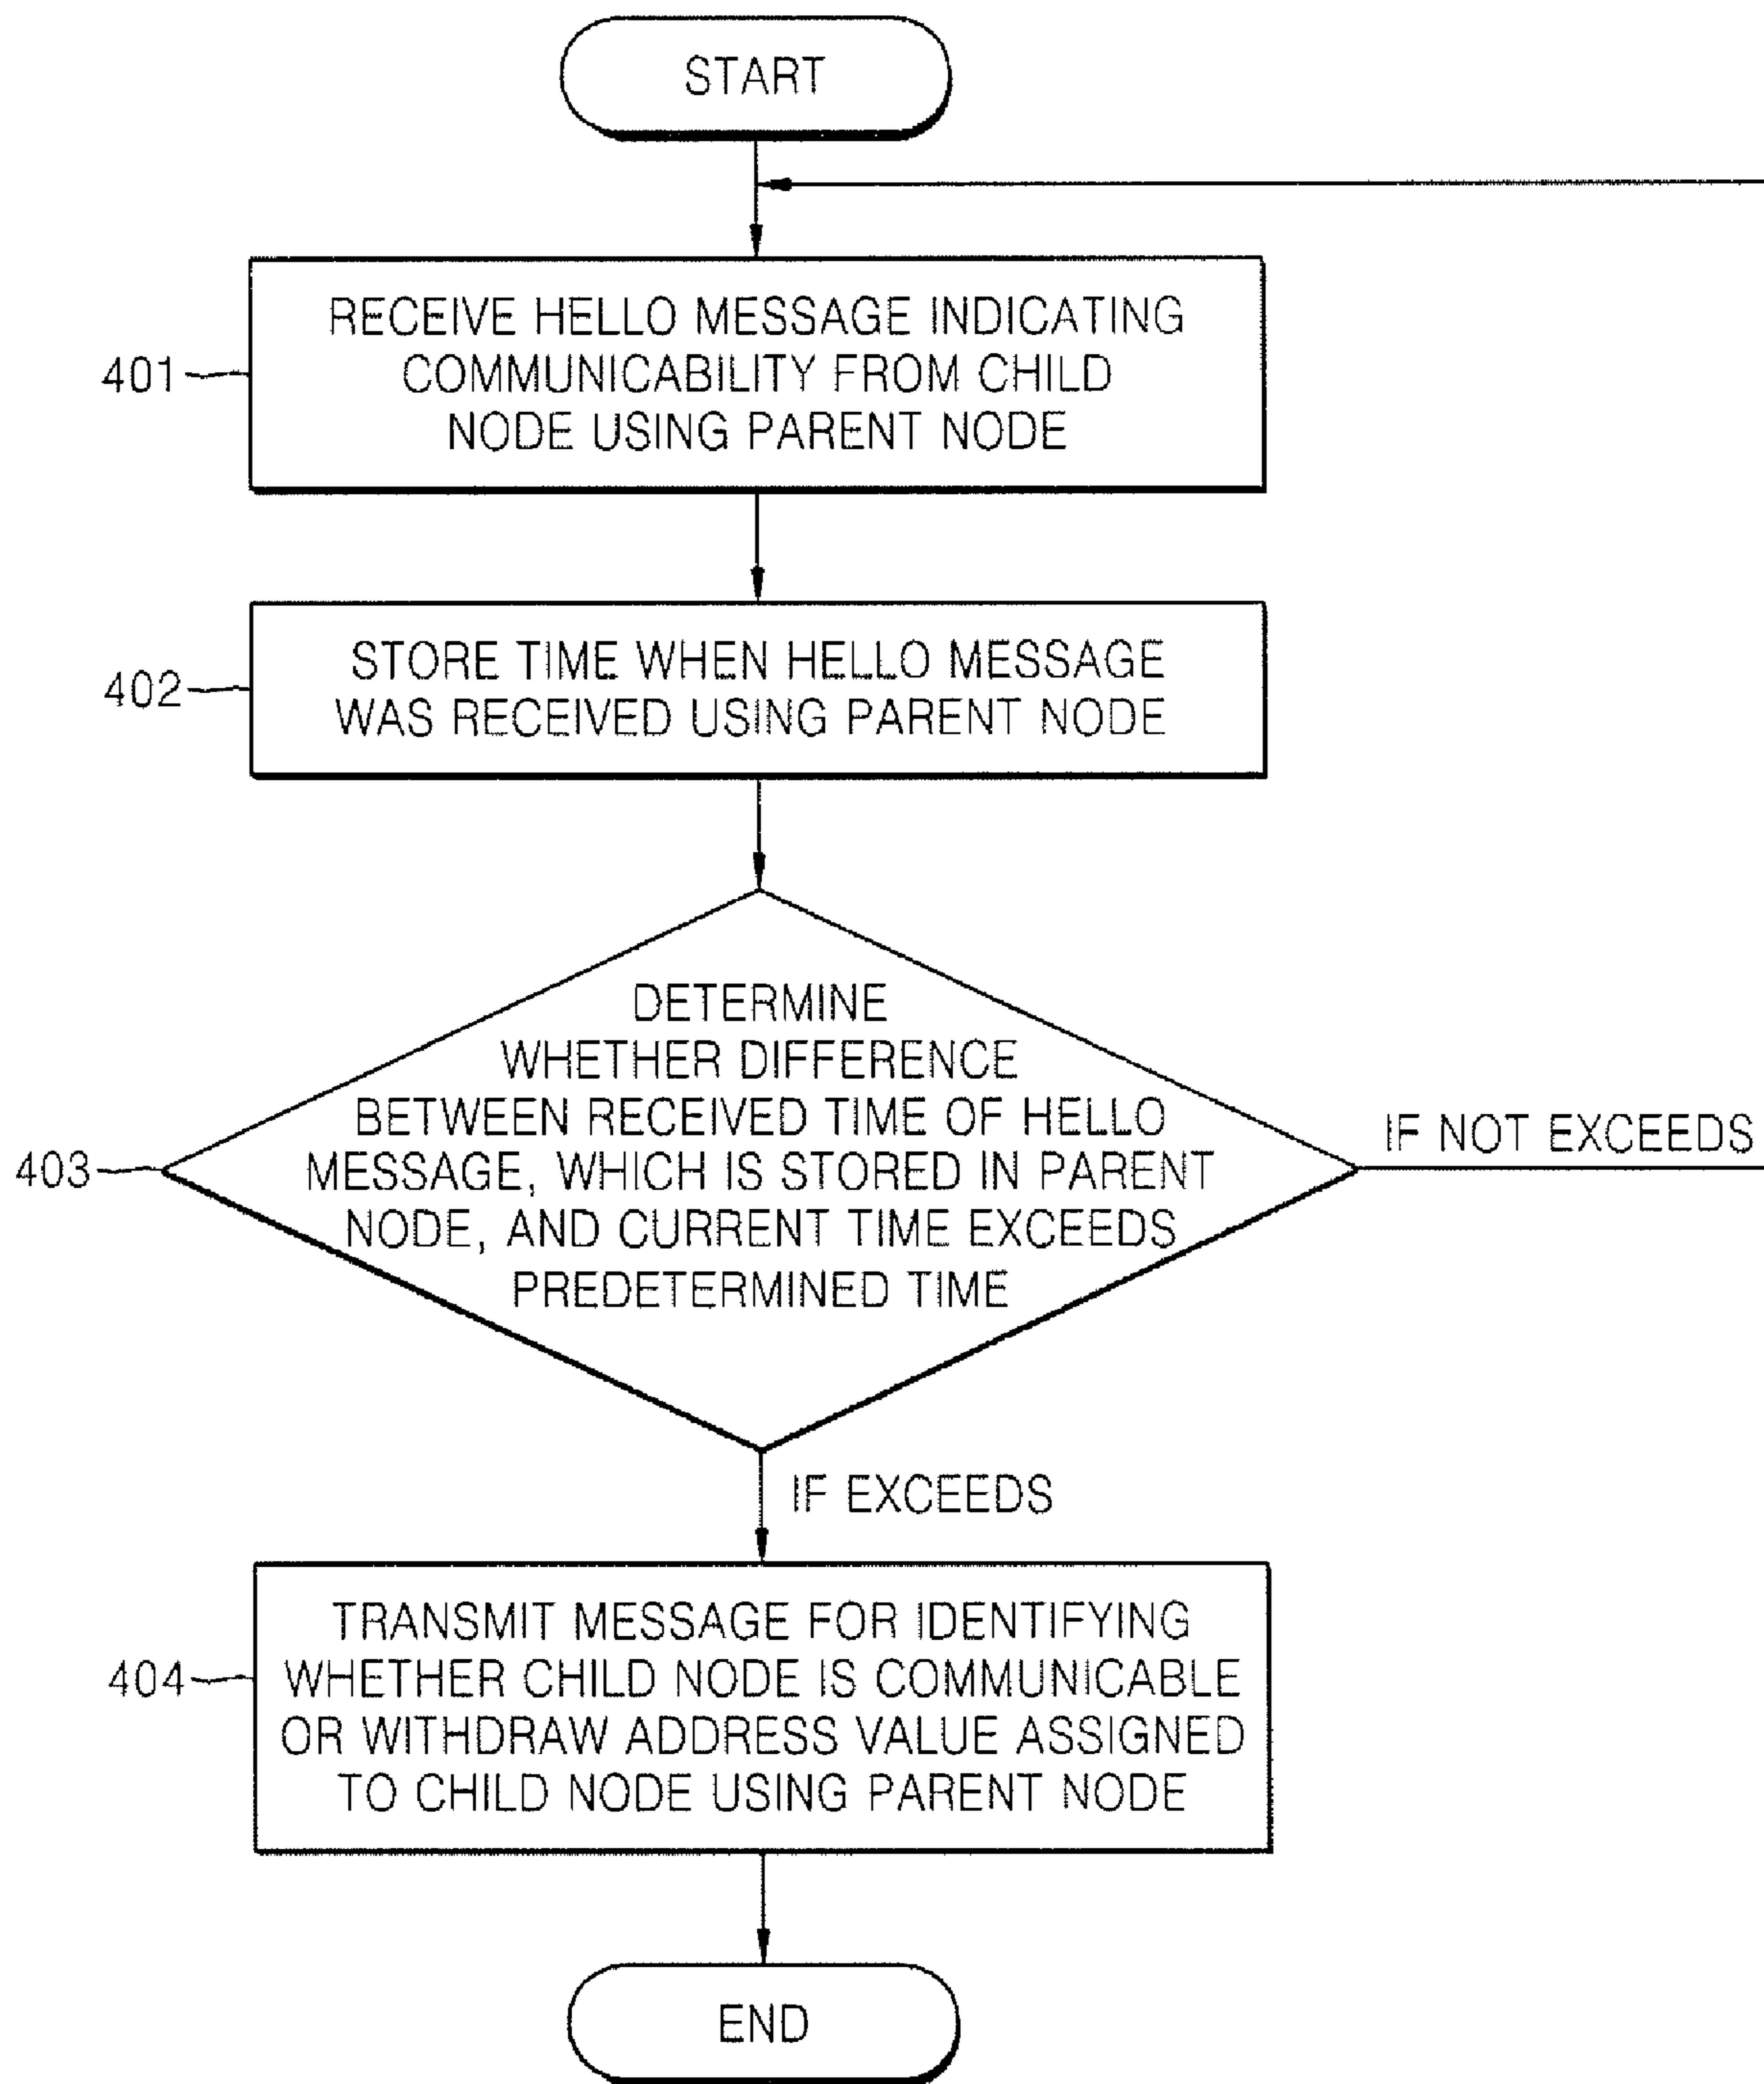 START
RECEIVE HELLO MESSAGE INDICATING
COMMUNICABILITY FROM CHILD
NODE USING PARENT NODE
401
STORE TIME WHEN HELLO MESSAGE
WAS RECEIVED USING PARENT NODE
402
DETERMINE
WHETHER DIFFERENCE
BETWEEN RECEIVED TIME OF HELLO
MESSAGE, WHICH IS STORED IN PARENT
NODE, AND CURRENT TIME EXCEEDS
PREDETERMINED TIME
403
IF NOT EXCEEDS
IF EXCEEDS
TRANSMIT MESSAGE FOR IDENTIFYING
WHETHER CHILD NODE IS COMMUNICABLE
OR WITHDRAW ADDRESS VALUE ASSIGNED
TO CHILD NODE USING PARENT NODE
404
END